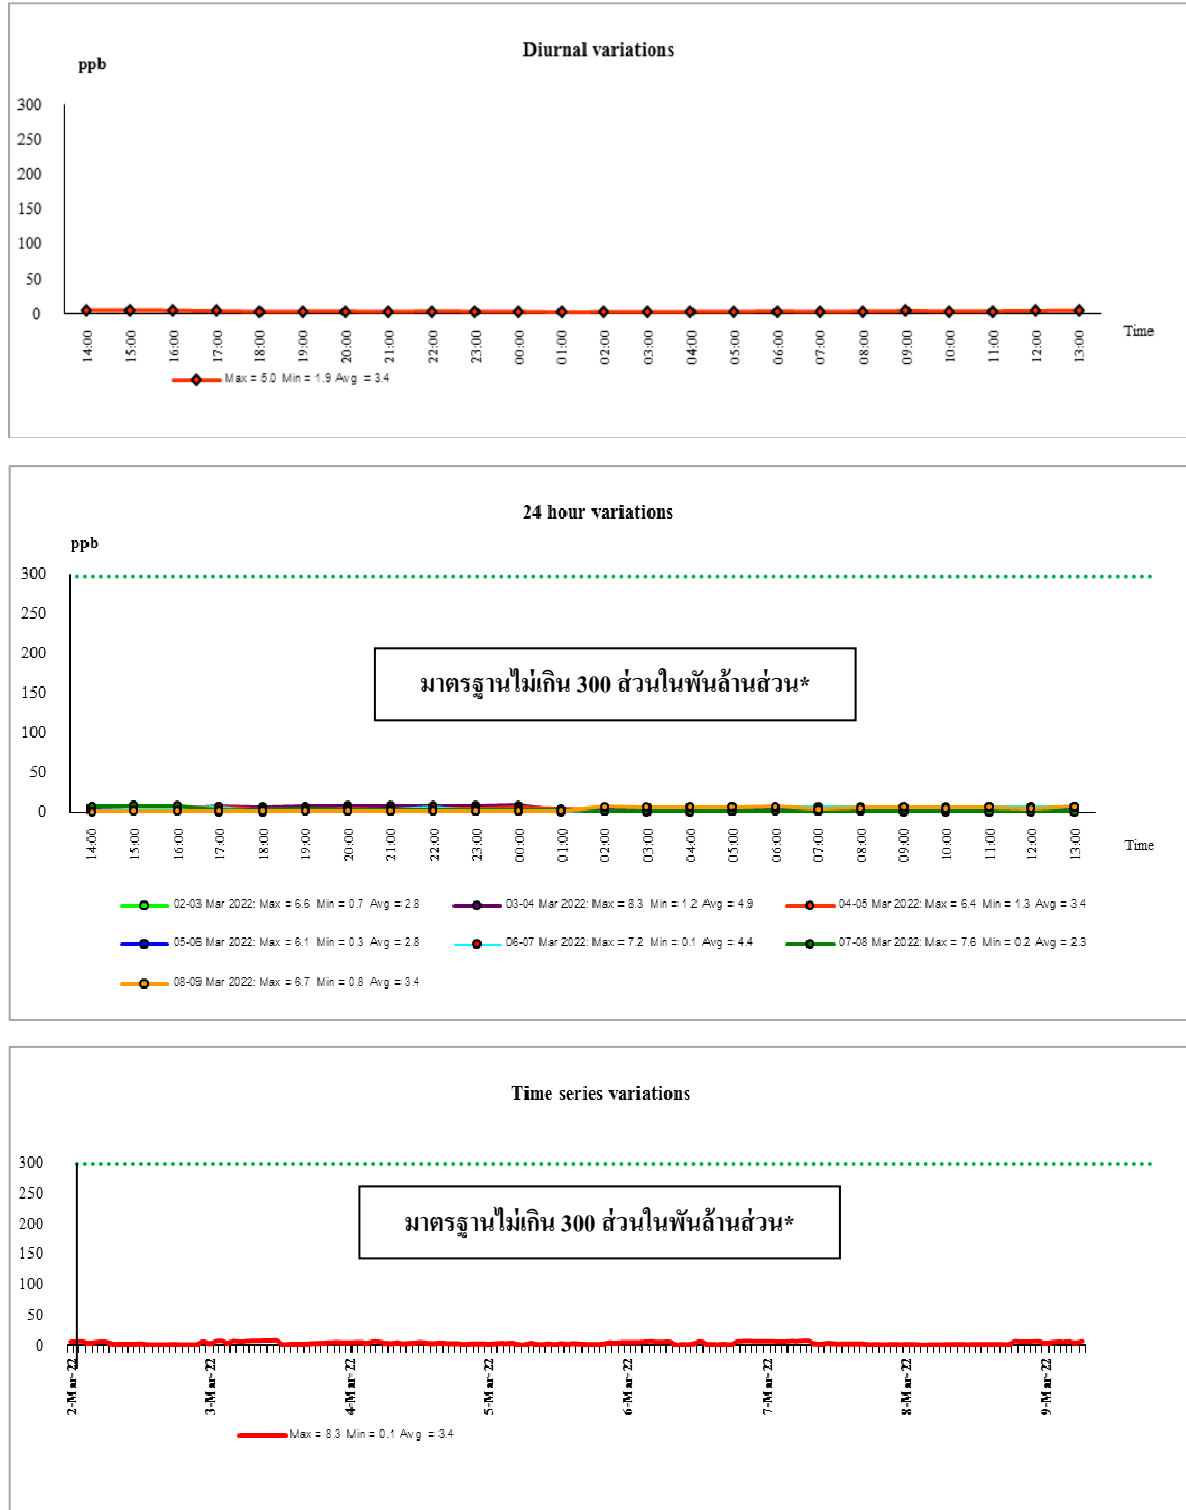 Diurnal variations
ppb
300
250
200
150
100
50
0
14:00 15:00 16:00 17:00 18:00 19:00 20:00 21:00 22:00 23:00 00:00 01:00 02:00 03:00 04:00 05:00 06:00 07:00 08:00 09:00 10:00 11:00 12:00 13:00
Time
Max = 5.0 Min = 1.9 Avg = 3.4
24 hour variations
ppb
300
250
200
150
100
50
0
มาตรฐานไม่เกิน 300 ส่วนในพันล้านส่วน*
14:00 15:00 16:00 17:00 18:00 19:00 20:00 21:00 22:00 23:00 00:00 01:00 02:00 03:00 04:00 05:00 06:00 07:00 08:00 09:00 10:00 11:00 12:00 13:00
Time
02-03 Mar 2022: Max = 6.6 Min = 0.7 Avg = 2.8
03-04 Mar 2022: Max = 8.3 Min = 1.2 Avg = 4.9
04-05 Mar 2022: Max = 6.4 Min = 1.3 Avg = 3.4
05-06 Mar 2022: Max = 6.1 Min = 0.3 Avg = 2.8
06-07 Mar 2022: Max = 7.2 Min = 0.1 Avg = 4.4
07-08 Mar 2022: Max = 7.6 Min = 0.2 Avg = 2.3
08-09 Mar 2022: Max = 6.7 Min = 0.8 Avg = 3.4
Time series variations
300
250
200
150
100
50
0
มาตรฐานไม่เกิน 300 ส่วนในพันล้านส่วน*
2-Mar-22 3-Mar-22 4-Mar-22 5-Mar-22 6-Mar-22 7-Mar-22 8-Mar-22 9-Mar-22
Max = 8.3 Min = 0.1 Avg = 3.4